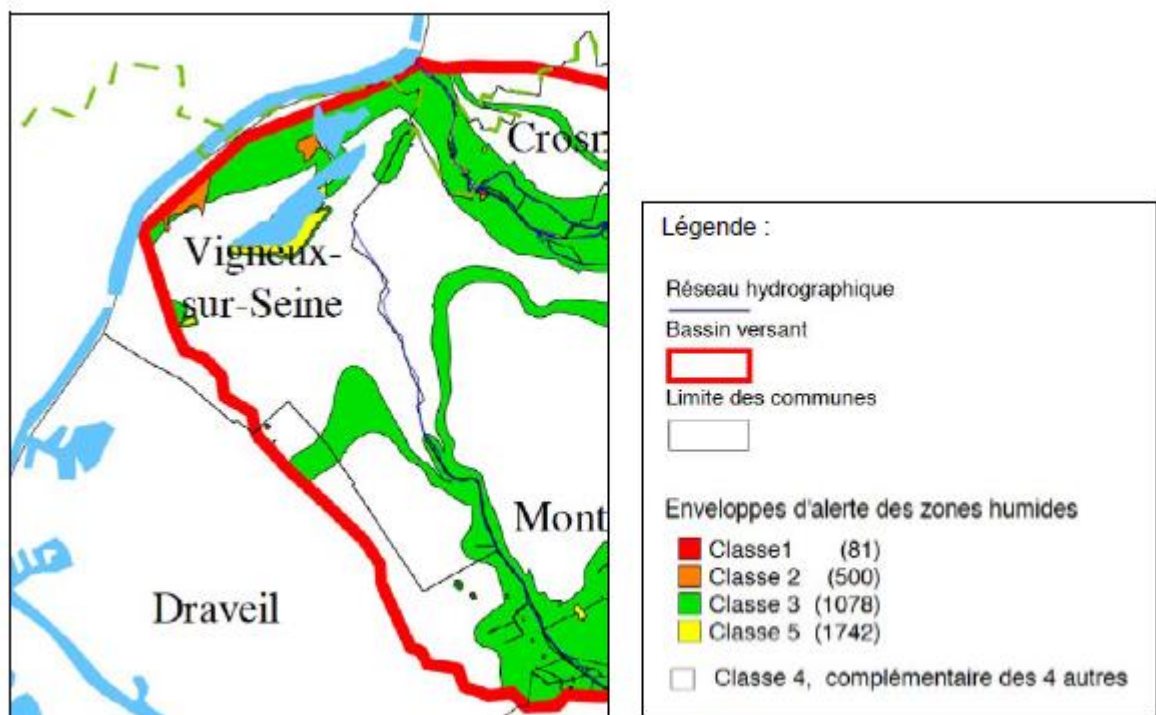 Crosn
Vigneux-
sur-Seine
Mont
Draveil
Légende :
Réseau hydrographique
Bassin versant
Limite des communes
Enveloppes d'alerte des zones humides
Classe1 (81)
Classe 2 (500)
Classe 3 (1078)
Classe 5 (1742)
Classe 4, complémentaire des 4 autres